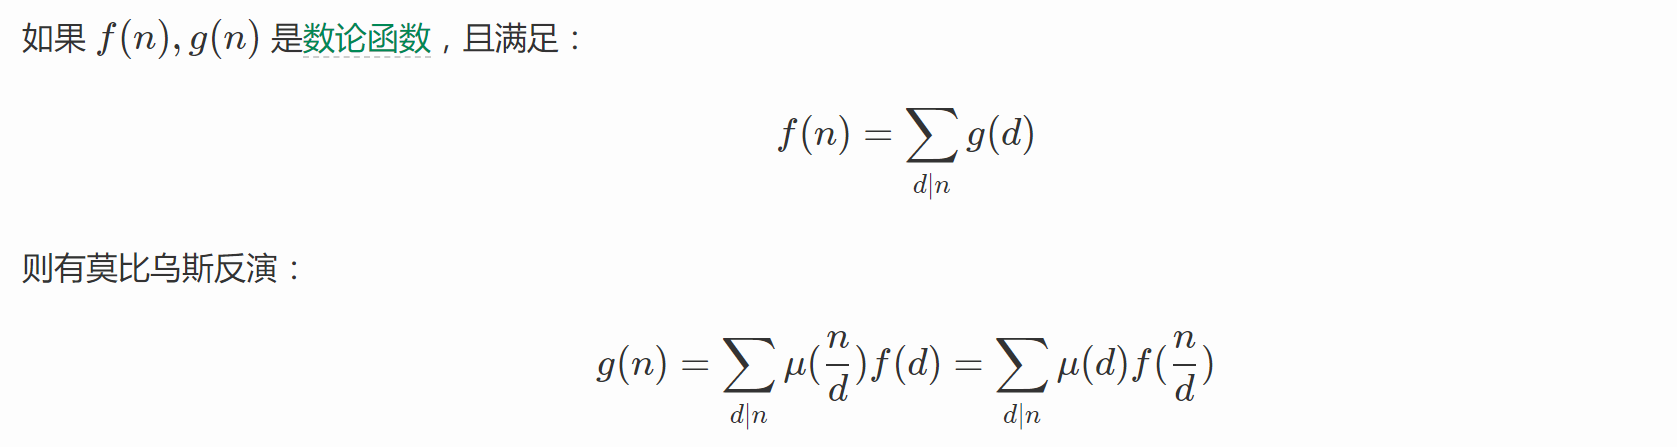 如果 f(n), g(n) 是数论函数，且满足：
f(n) = ∑_{d|n} g(d)
则有莫比乌斯反演：
g(n) = ∑_{d|n} μ(n/d) f(d) = ∑_{d|n} μ(d) f(n/d)